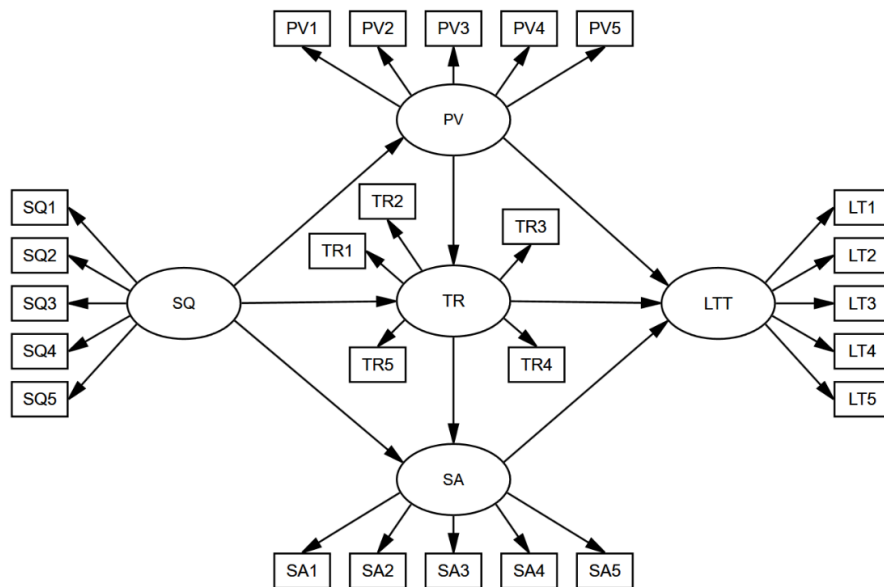 PV1 PV2 PV3 PV4 PV5
PV
SQ1
SQ2
SQ3
SQ4
SQ5
SQ
TR2
TR1
TR3
TR
TR5
TR4
LTT
LT1
LT2
LT3
LT4
LT5
SA
SA1 SA2 SA3 SA4 SA5